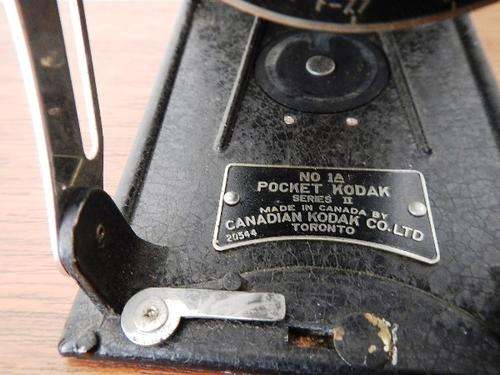 NO 1A
POCKET KODAK
SERIES II
MADE IN CANADA BY
CANADIAN KODAK CO. LTD
TORONTO
20544